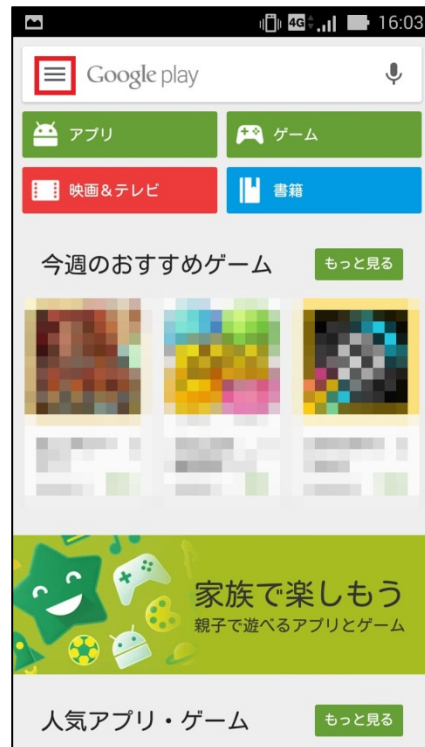 4G 16:03
Google play
アプリ
ゲーム
映画&テレビ
書籍
今週のおすすめゲーム
もっと見る
家族で楽しもう
親子で遊べるアプリとゲーム
人気アプリ・ゲーム
もっと見る